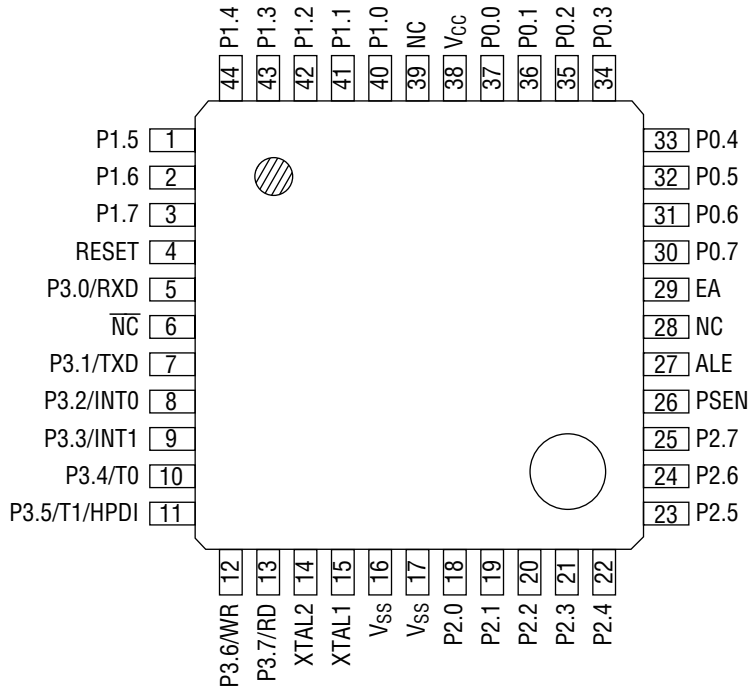 P1.4
P1.3
P1.2
P1.1
P1.0
NC
VCC
P0.0
P0.1
P0.2
P0.3
44
43
42
41
40
39
38
37
36
35
34
P1.5 1
P1.6 2
P1.7 3
RESET 4
P3.0/RXD 5
N̅C̅ 6
P3.1/TXD 7
P3.2/INT0 8
P3.3/INT1 9
P3.4/T0 10
P3.5/T1/HPDI 11
33 P0.4
32 P0.5
31 P0.6
30 P0.7
29 EA
28 NC
27 ALE
26 PSEN
25 P2.7
24 P2.6
23 P2.5
12
13
14
15
16
17
18
19
20
21
22
P3.6/WR
P3.7/RD
XTAL2
XTAL1
VSS
VSS
P2.0
P2.1
P2.2
P2.3
P2.4